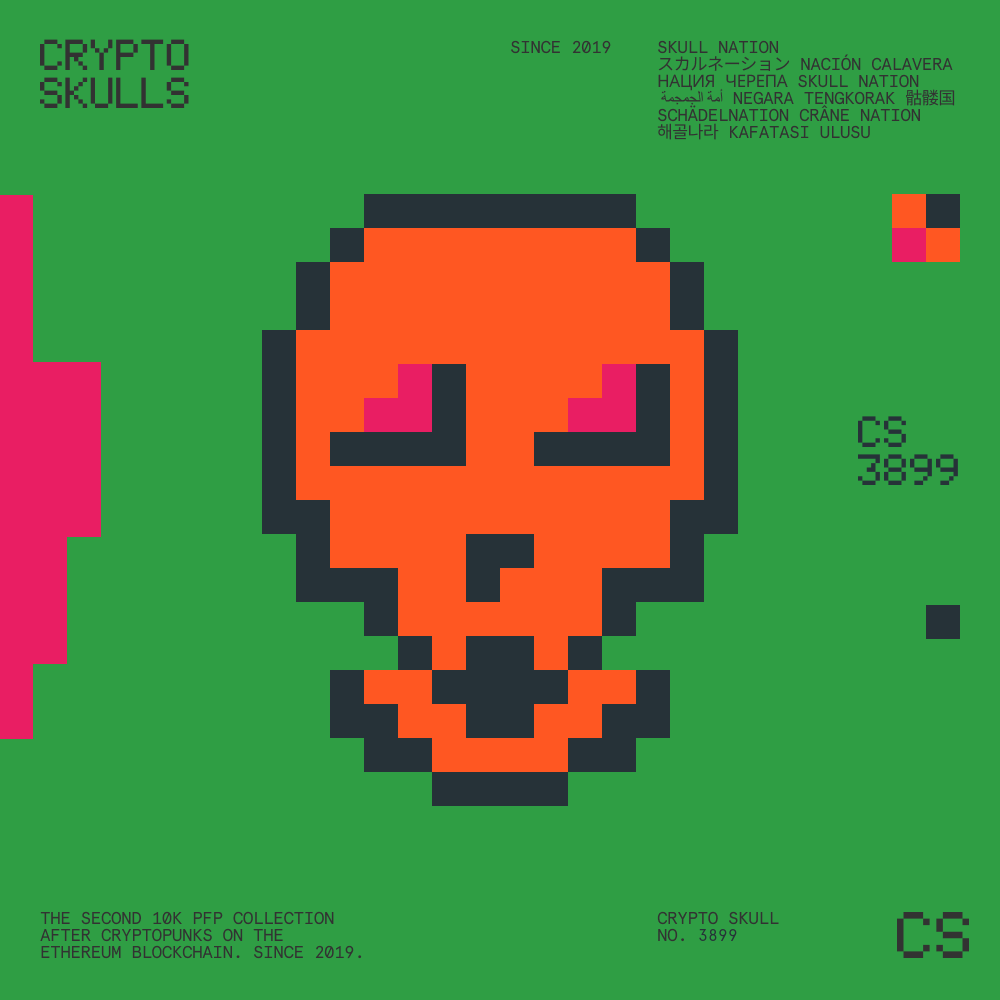 CRYPTO
SKULLS
SINCE 2019
SKULL NATION
スカルネーション NACIÓN CALAVERA
НАЦИЯ ЧЕРЕПА SKULL NATION
أمة الجمجمة NEGARA TENGKORAK 骷髅国
SCHÄDELNATION CRÂNE NATION
해골나라 KAFATASI ULUSU
CS
3899
THE SECOND 10K PFP COLLECTION
AFTER CRYPTOPUNKS ON THE
ETHEREUM BLOCKCHAIN. SINCE 2019.
CRYPTO SKULL
NO. 3899
CS